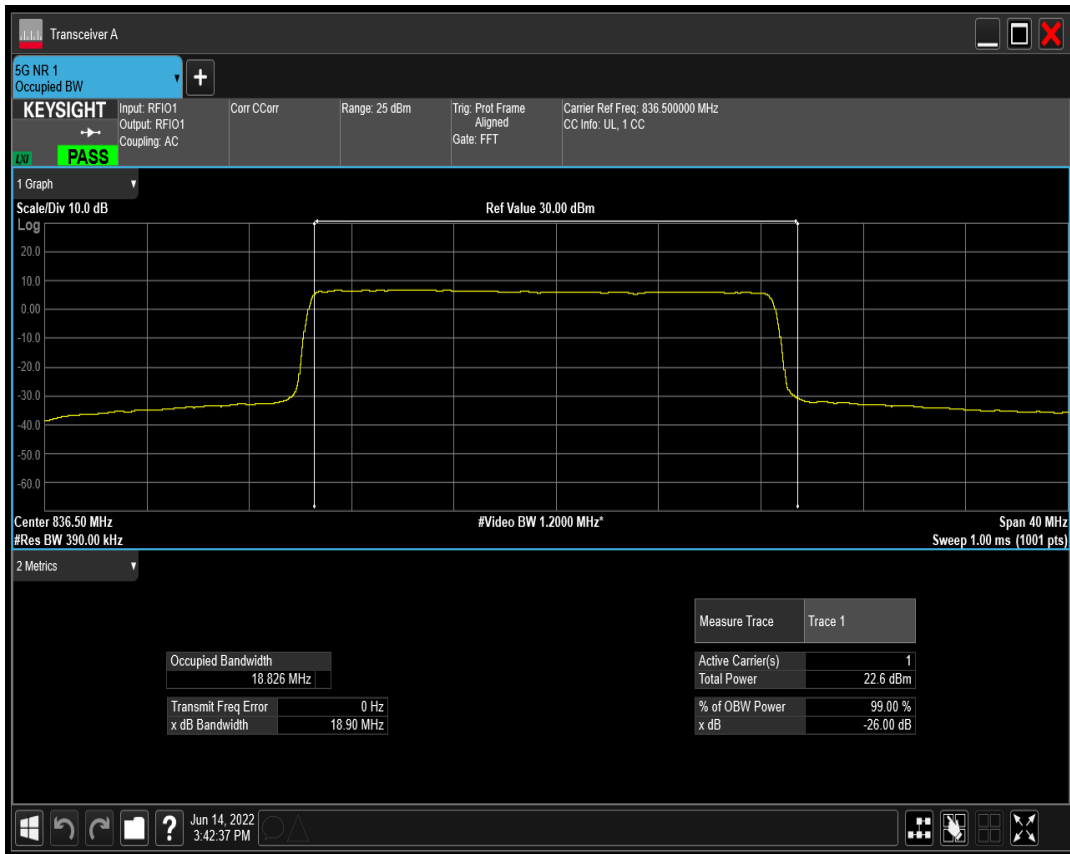 Transceiver A
5G NR 1
Occupied BW
+
KEYSIGHT
LXI
PASS
Input: RFIO1
Output: RFIO1
Coupling: AC
Corr CCorr
Range: 25 dBm
Trig: Prot Frame
Aligned
Gate: FFT
Carrier Ref Freq: 836.500000 MHz
CC Info: UL, 1 CC
1 Graph
Scale/Div 10.0 dB
Ref Value 30.00 dBm
Log
20.0
10.0
0.00
-10.0
-20.0
-30.0
-40.0
-50.0
-60.0
Center 836.50 MHz
#Video BW 1.2000 MHz*
Span 40 MHz
#Res BW 390.00 kHz
Sweep 1.00 ms (1001 pts)
2 Metrics
Measure Trace Trace 1
Occupied Bandwidth
18.826 MHz
Active Carrier(s) 1
Total Power 22.6 dBm
Transmit Freq Error 0 Hz
x dB Bandwidth 18.90 MHz
% of OBW Power 99.00 %
x dB -26.00 dB
?
Jun 14, 2022
3:42:37 PM